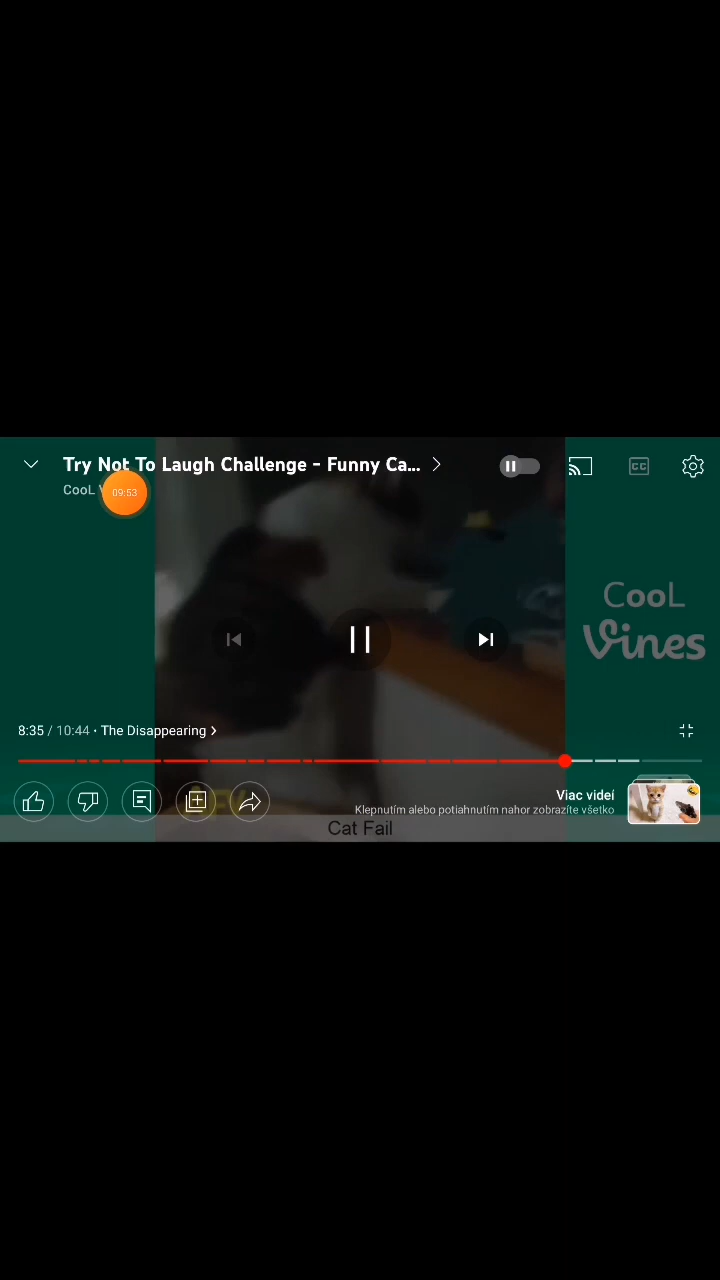 Try Not To Laugh Challenge - Funny Ca...
CooL
09:53
CC
CooL
Vines
8:35 / 10:44 • The Disappearing
Viac videí
Klepnutím alebo potiahnutím nahor zobrazíte všetko
Cat Fail